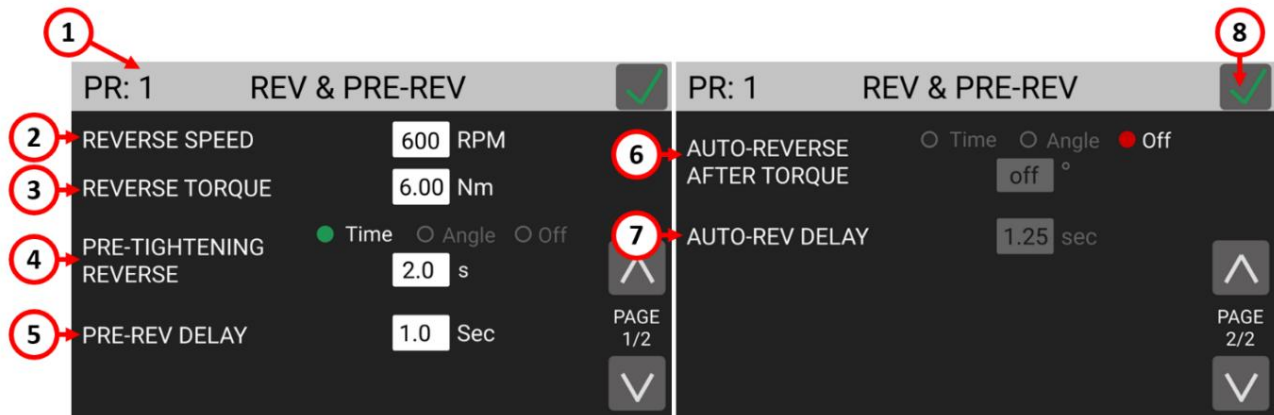 1
8
PR: 1 REV & PRE-REV
2 REVERSE SPEED 600 RPM
3 REVERSE TORQUE 6.00 Nm
Time Angle Off
4 PRE-TIGHTENING
REVERSE
2.0 s
5 PRE-REV DELAY 1.0 Sec
PAGE
1/2
PR: 1 REV & PRE-REV
Time Angle Off
6 AUTO-REVERSE
AFTER TORQUE
off °
7 AUTO-REV DELAY 1.25 sec
PAGE
2/2